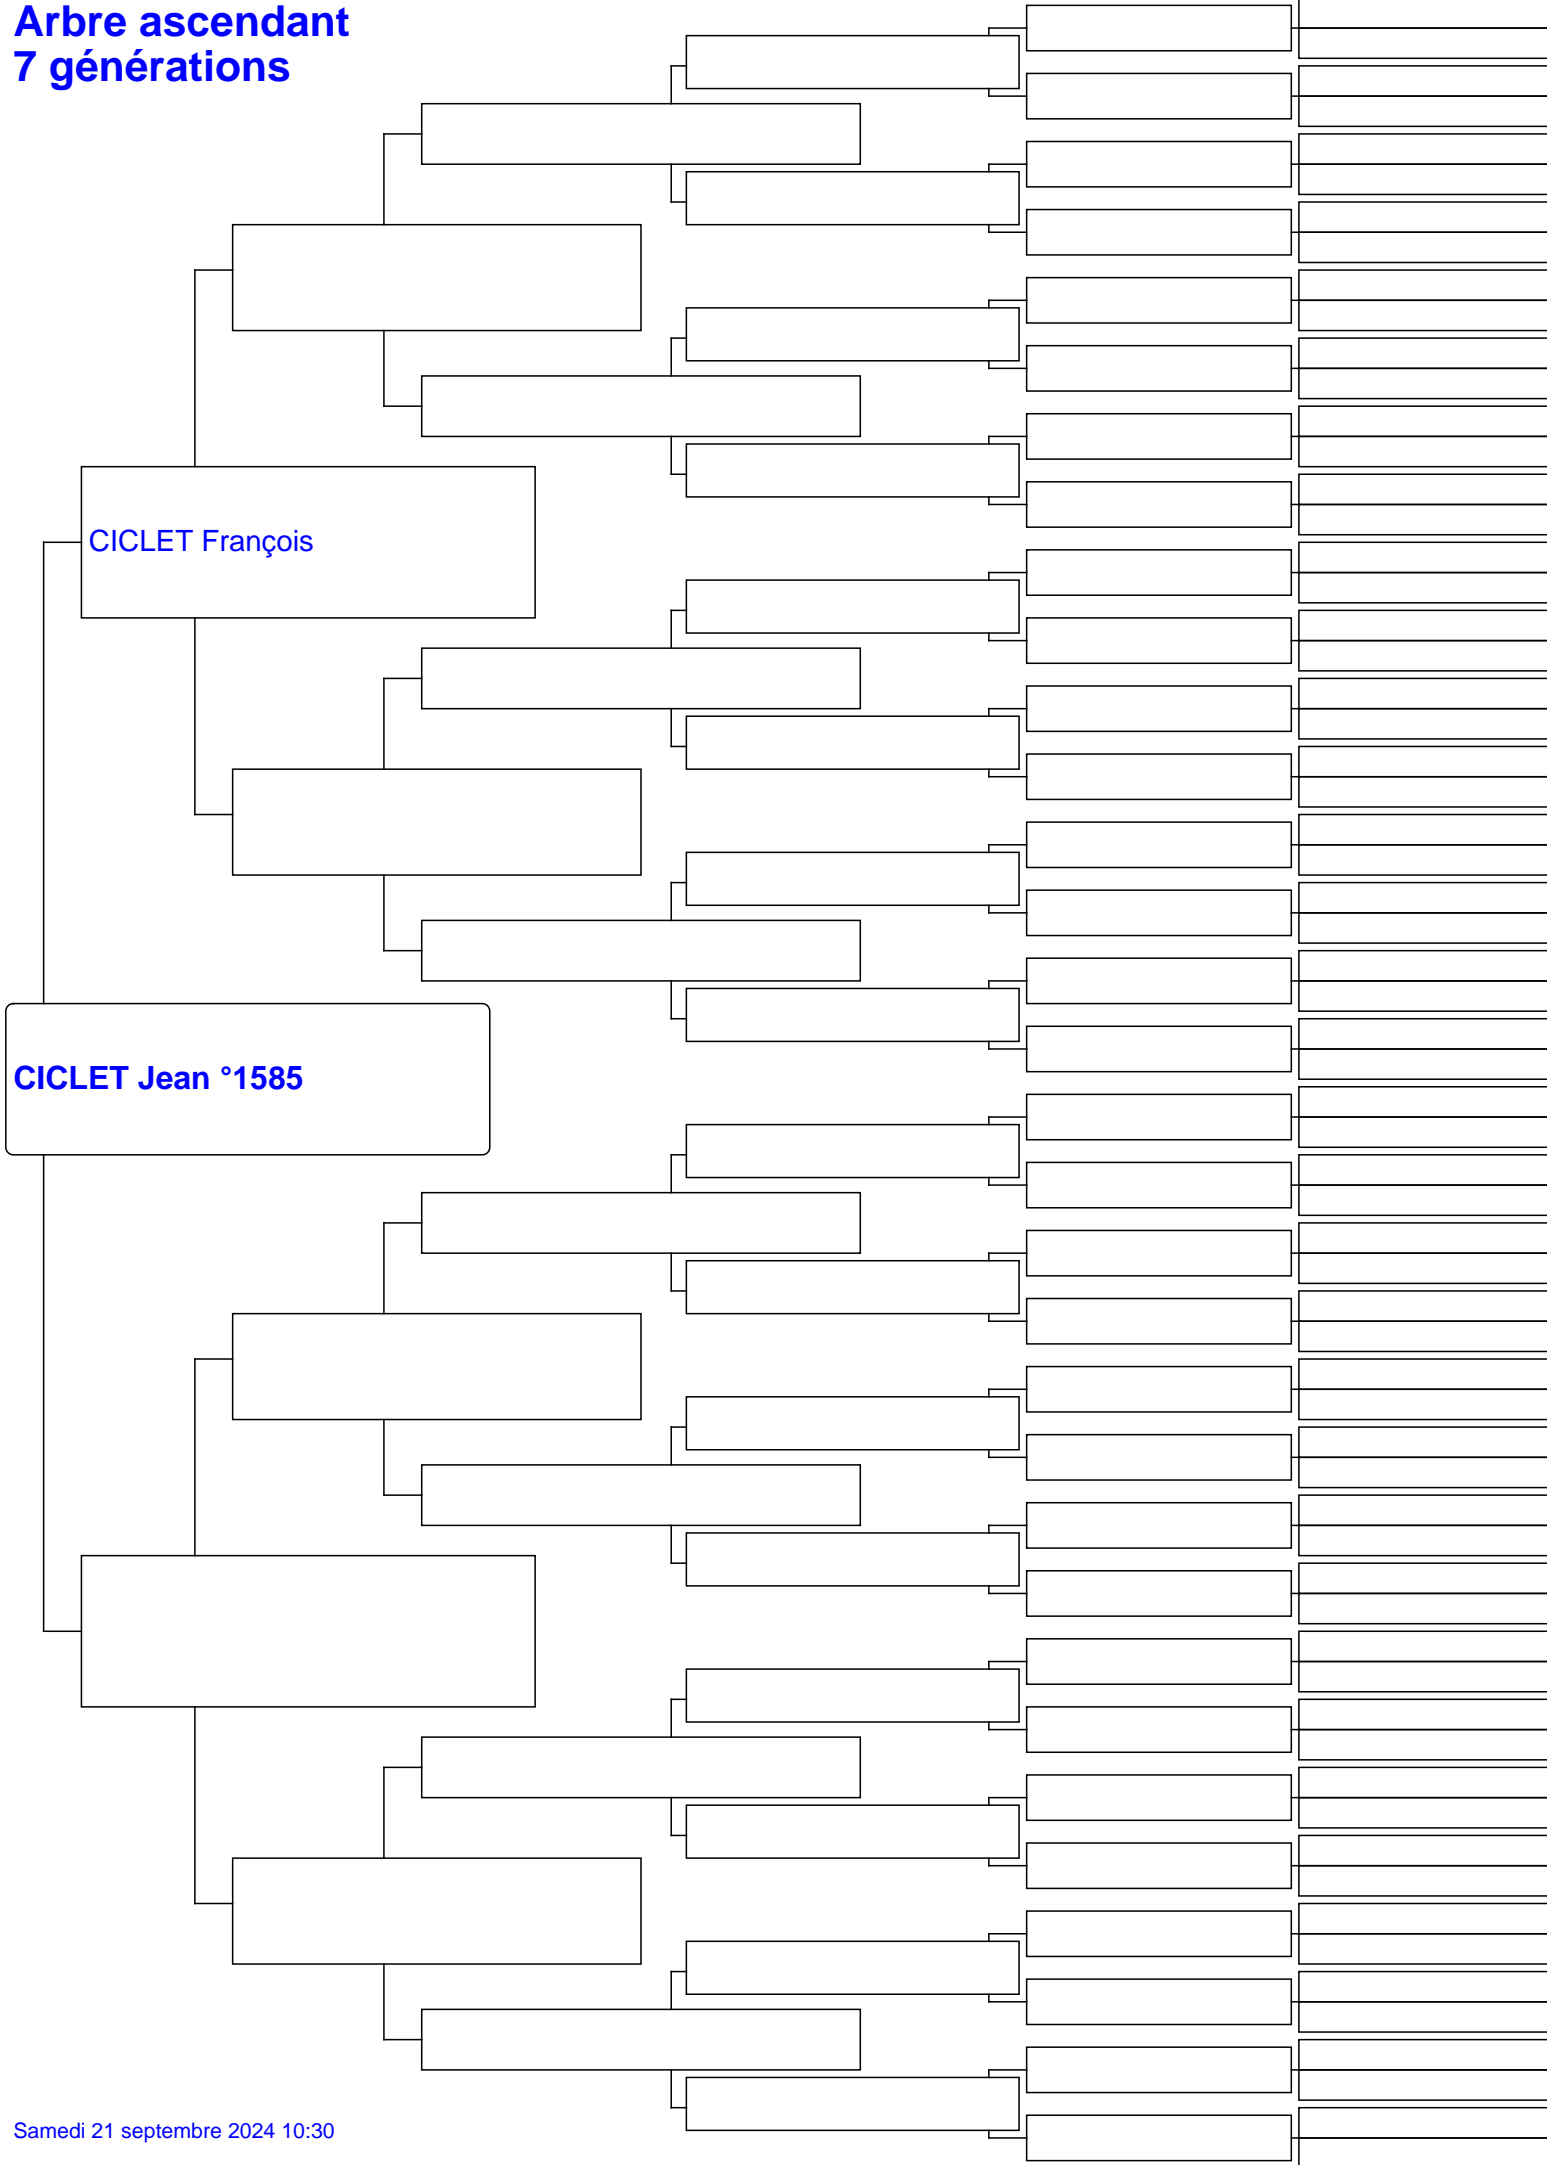 Arbre ascendant
7 générations
CICLET François
CICLET Jean °1585
Samedi 21 septembre 2024 10:30